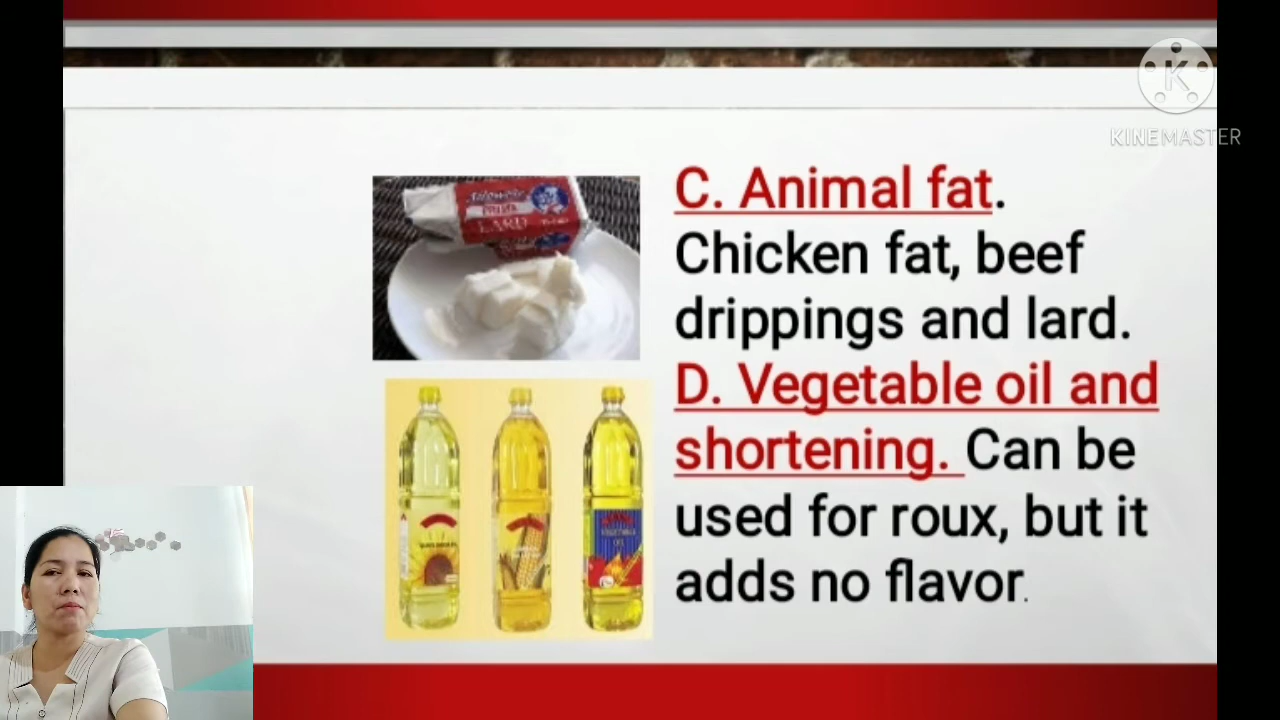 KINEMASTER
C. Animal fat.
Chicken fat, beef
drippings and lard.
D. Vegetable oil and
shortening. Can be
used for roux, but it
adds no flavor.
LARD